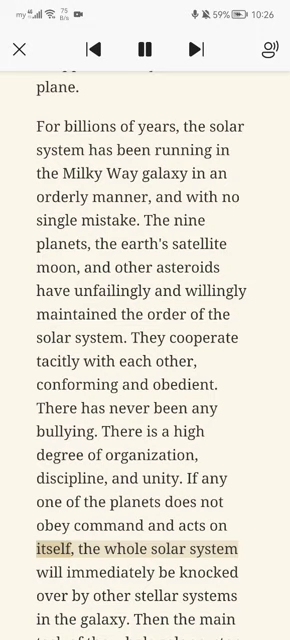 my 4G 75 B/s 59% 10:26
plane.
For billions of years, the solar
system has been running in
the Milky Way galaxy in an
orderly manner, and with no
single mistake. The nine
planets, the earth's satellite
moon, and other asteroids
have unfailingly and willingly
maintained the order of the
solar system. They cooperate
tacitly with each other,
conforming and obedient.
There has never been any
bullying. There is a high
degree of organization,
discipline, and unity. If any
one of the planets does not
obey command and acts on
itself, the whole solar system
will immediately be knocked
over by other stellar systems
in the galaxy. Then the main